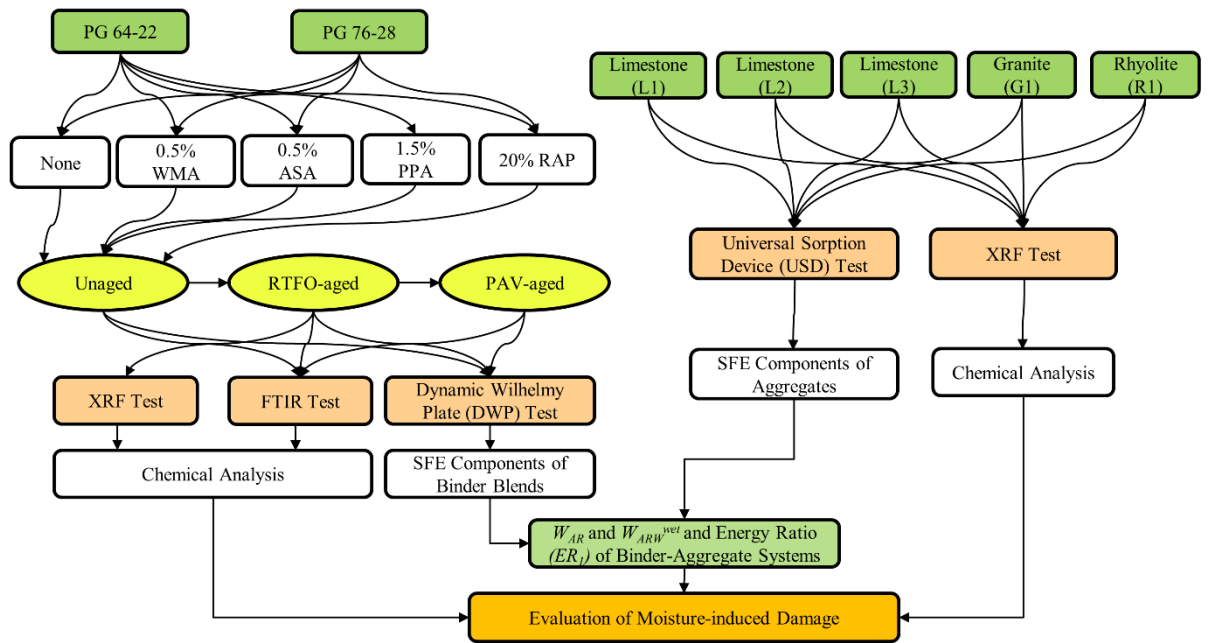 PG 64-22
PG 76-28
Limestone
(L1)
Limestone
(L2)
Limestone
(L3)
Granite
(G1)
Rhyolite
(R1)
None
0.5%
WMA
0.5%
ASA
1.5%
PPA
20% RAP
Universal Sorption
Device (USD) Test
XRF Test
Unaged
RTFO-aged
PAV-aged
SFE Components of
Aggregates
Chemical Analysis
XRF Test
FTIR Test
Dynamic Wilhelmy
Plate (DWP) Test
Chemical Analysis
SFE Components of
Binder Blends
W_AR and W_ARW^wet and Energy Ratio
(ER_1) of Binder-Aggregate Systems
Evaluation of Moisture-induced Damage